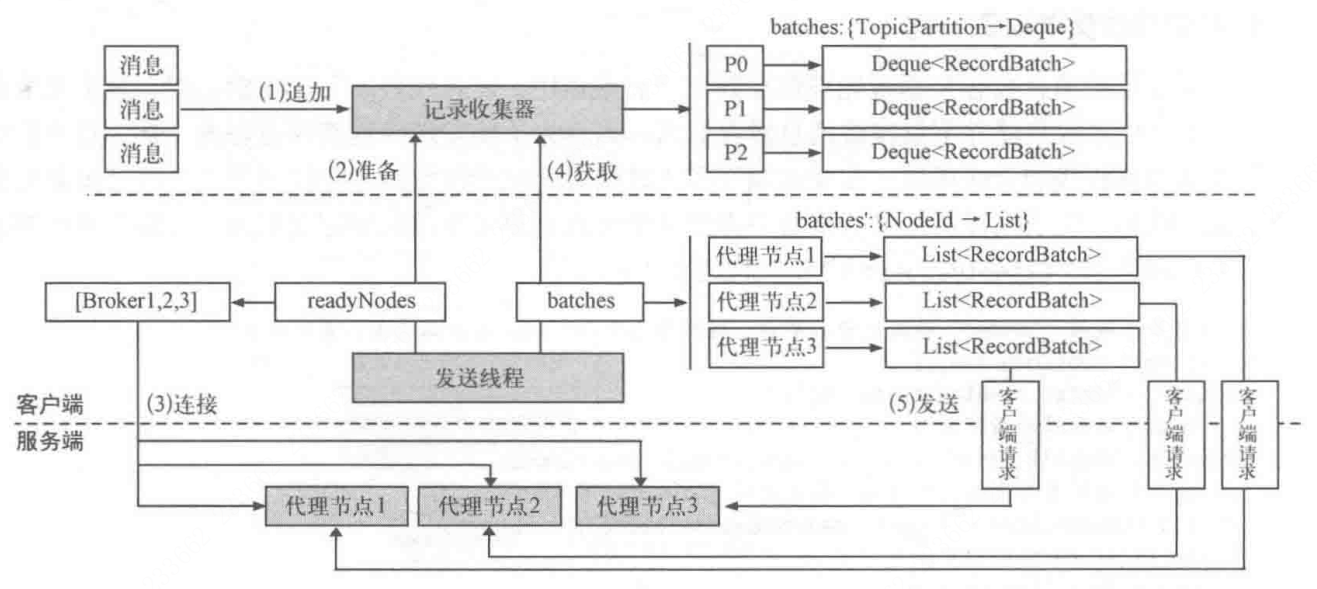 batches:{TopicPartition→Deque}
消息
P0
Deque<RecordBatch>
(1)追加
消息
记录收集器
P1
Deque<RecordBatch>
消息
P2
Deque<RecordBatch>
(2)准备
(4)获取
batches':{NodeId→List}
代理节点1
List<RecordBatch>
[Broker1,2,3]
readyNodes
batches
代理节点2
List<RecordBatch>
代理节点3
List<RecordBatch>
发送线程
客户端
(3)连接
(5)发送
客户端请求
客户端请求
客户端请求
服务端
代理节点1
代理节点2
代理节点3